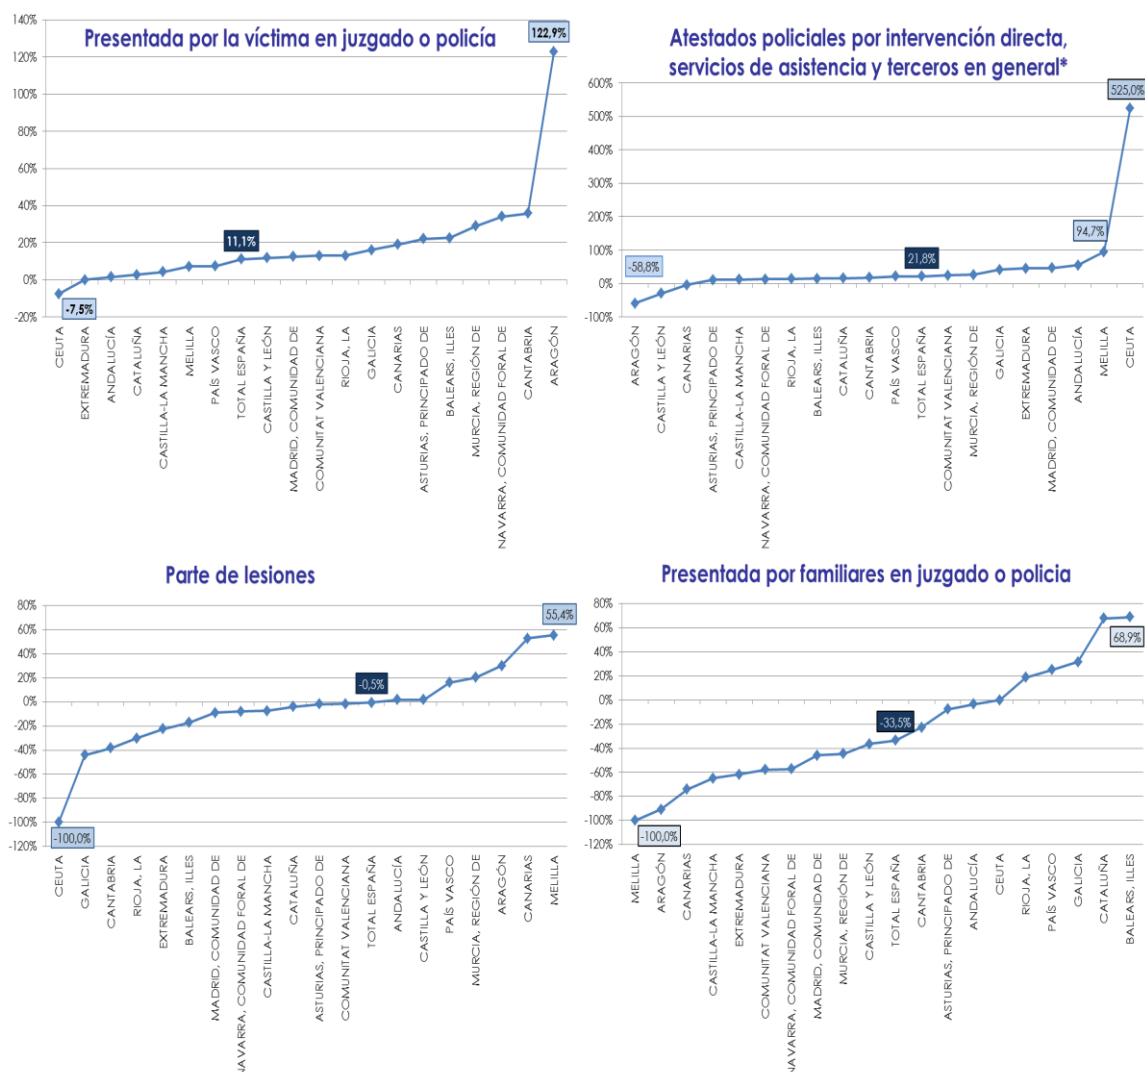 Presentada por la víctima en juzgado o policía
140%
120%
100%
80%
60%
40%
20%
0%
-20%
122,9%
11,1%
-7,5%
CEUTA
EXTREMADURA
ANDALUCÍA
CATALUÑA
CASTILLA-LA MANCHA
MELILLA
PAÍS VASCO
TOTAL ESPAÑA
CASTILLA Y LEÓN
MADRID, COMUNIDAD DE
COMUNITAT VALENCIANA
RIOJA, LA
GALICIA
CANARIAS
ASTURIAS, PRINCIPADO DE
BALEARS, ILLES
MURCIA, REGIÓN DE
NAVARRA, COMUNIDAD FORAL DE
CANTABRIA
ARAGÓN
Atestados policiales por intervención directa,
servicios de asistencia y terceros en general*
600%
500%
400%
300%
200%
100%
0%
-100%
525,0%
94,7%
21,8%
-58,8%
ARAGÓN
CASTILLA Y LEÓN
CANARIAS
ASTURIAS, PRINCIPADO DE
CASTILLA-LA MANCHA
NAVARRA, COMUNIDAD FORAL DE
RIOJA, LA
BALEARS, ILLES
CATALUÑA
CANTABRIA
PAÍS VASCO
TOTAL ESPAÑA
COMUNITAT VALENCIANA
MURCIA, REGIÓN DE
GALICIA
EXTREMADURA
MADRID, COMUNIDAD DE
ANDALUCÍA
MELILLA
CEUTA
Parte de lesiones
80%
60%
40%
20%
0%
-20%
-40%
-60%
-80%
-100%
-120%
55,4%
-0,5%
-100,0%
CEUTA
GALICIA
CANTABRIA
RIOJA, LA
EXTREMADURA
BALEARS, ILLES
MADRID, COMUNIDAD DE
NAVARRA, COMUNIDAD FORAL DE
CASTILLA-LA MANCHA
CATALUÑA
ASTURIAS, PRINCIPADO DE
COMUNITAT VALENCIANA
TOTAL ESPAÑA
ANDALUCÍA
CASTILLA Y LEÓN
PAÍS VASCO
MURCIA, REGIÓN DE
ARAGÓN
CANARIAS
MELILLA
Presentada por familiares en juzgado o policia
80%
60%
40%
20%
0%
-20%
-40%
-60%
-80%
-100%
-120%
68,9%
-33,5%
-100,0%
MELILLA
ARAGÓN
CANARIAS
CASTILLA-LA MANCHA
EXTREMADURA
COMUNITAT VALENCIANA
NAVARRA, COMUNIDAD FORAL DE
MADRID, COMUNIDAD DE
MURCIA, REGIÓN DE
CASTILLA Y LEÓN
TOTAL ESPAÑA
CANTABRIA
ASTURIAS, PRINCIPADO DE
ANDALUCÍA
CEUTA
RIOJA, LA
PAÍS VASCO
GALICIA
CATALUÑA
BALEARS, ILLES